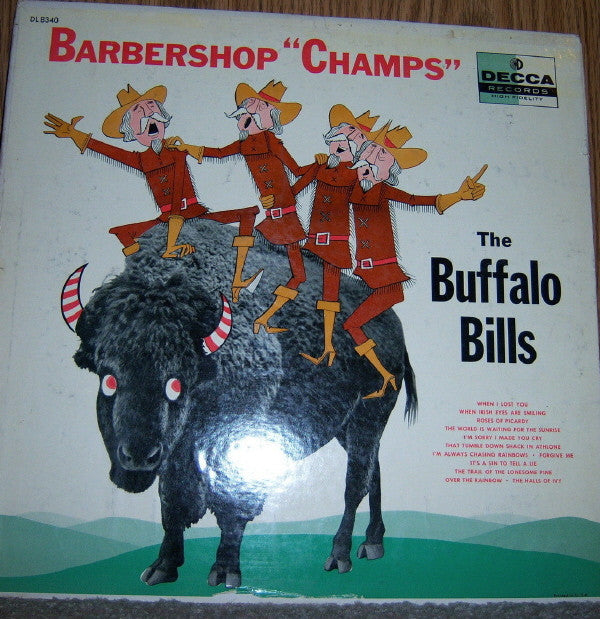 DL8340
BARBERSHOP "CHAMPS"
DECCA
RECORDS
HIGH FIDELITY
The
Buffalo
Bills
WHEN I LOST YOU
WHEN IRISH EYES ARE SMILING
ROSES OF PICARDY
THE WORLD IS WAITING FOR THE SUNRISE
I'M SORRY I MADE YOU CRY
THAT TUMBLE DOWN SHACK IN ATHLONE
I'M ALWAYS CHASING RAINBOWS • FORGIVE ME
IT'S A SIN TO TELL A LIE
THE TRAIL OF THE LONESOME PINE
OVER THE RAINBOW • THE HALLS OF IVY